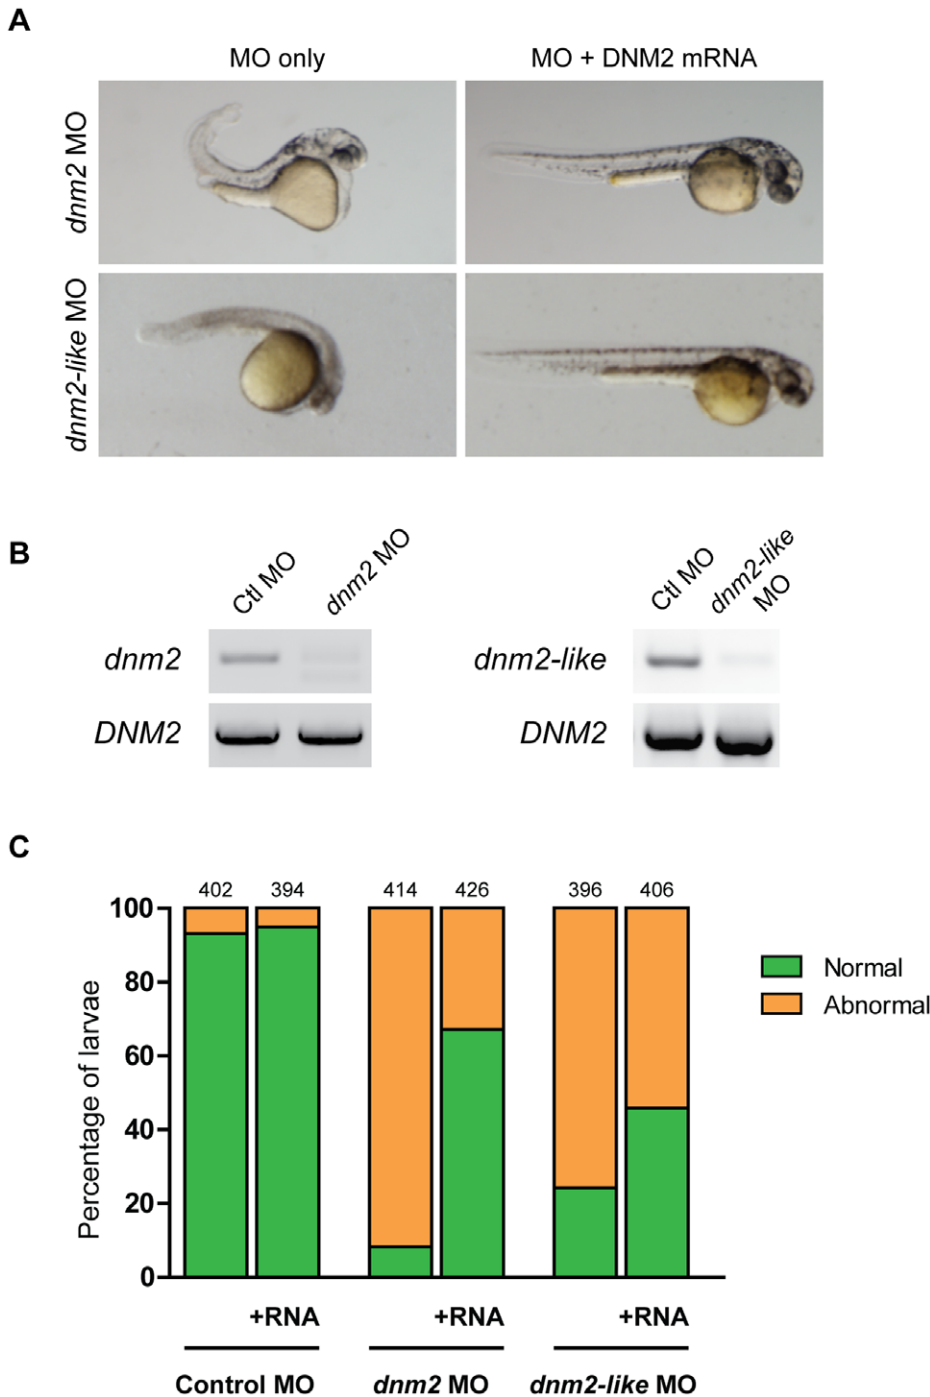 A
MO only
MO + DNM2 mRNA
dnm2 MO
dnm2-like MO
B
Ctl MO
dnm2 MO
dnm2
DNM2
Ctl MO
dnm2-like
MO
dnm2-like
DNM2
C
402
394
414
426
396
406
Percentage of larvae
100
80
60
40
20
0
Normal
Abnormal
+RNA
+RNA
+RNA
Control MO
dnm2 MO
dnm2-like MO